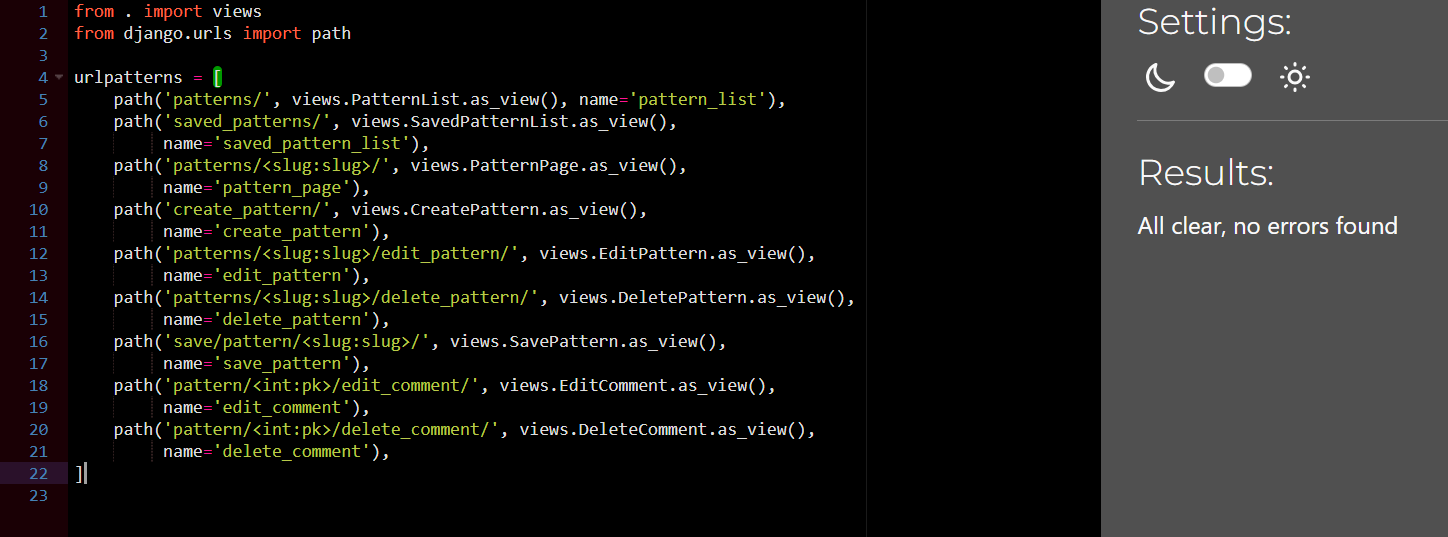 1 from . import views
2 from django.urls import path
3
4 urlpatterns = [
5     path('patterns/', views.PatternList.as_view(), name='pattern_list'),
6     path('saved_patterns/', views.SavedPatternList.as_view(),
7          name='saved_pattern_list'),
8     path('patterns/<slug:slug>/', views.PatternPage.as_view(),
9          name='pattern_page'),
10     path('create_pattern/', views.CreatePattern.as_view(),
11          name='create_pattern'),
12     path('patterns/<slug:slug>/edit_pattern/', views.EditPattern.as_view(),
13          name='edit_pattern'),
14     path('patterns/<slug:slug>/delete_pattern/', views.DeletePattern.as_view(),
15          name='delete_pattern'),
16     path('save/pattern/<slug:slug>/', views.SavePattern.as_view(),
17          name='save_pattern'),
18     path('pattern/<int:pk>/edit_comment/', views.EditComment.as_view(),
19          name='edit_comment'),
20     path('pattern/<int:pk>/delete_comment/', views.DeleteComment.as_view(),
21          name='delete_comment'),
22 ]
23
Settings:
Results:
All clear, no errors found